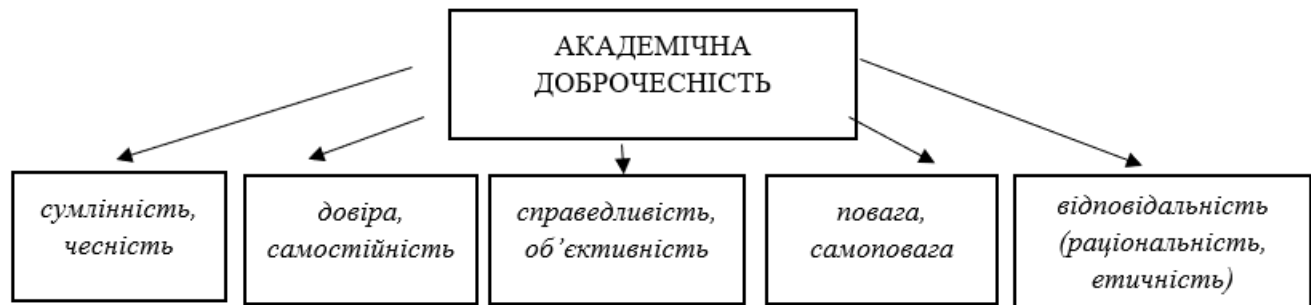 АКАДЕМІЧНА
ДОБРОЧЕСНІСТЬ
сумлінність,
чесність
довіра,
самостійність
справедливість,
об’єктивність
повага,
самоповага
відповідальність
(раціональність,
етичність)